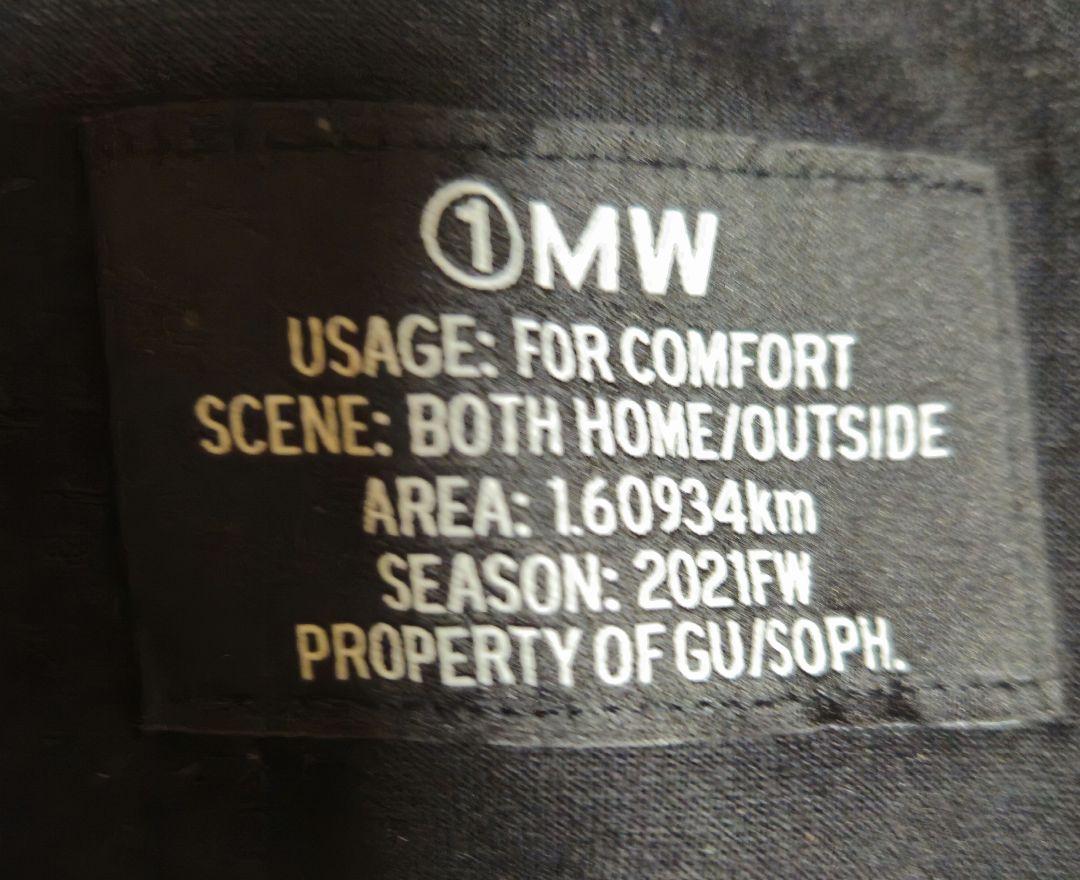 ①MW
USAGE: FOR COMFORT
SCENE: BOTH HOME/OUTSIDE
AREA: 1.60934km
SEASON: 2021FW
PROPERTY OF GU/SOPH.